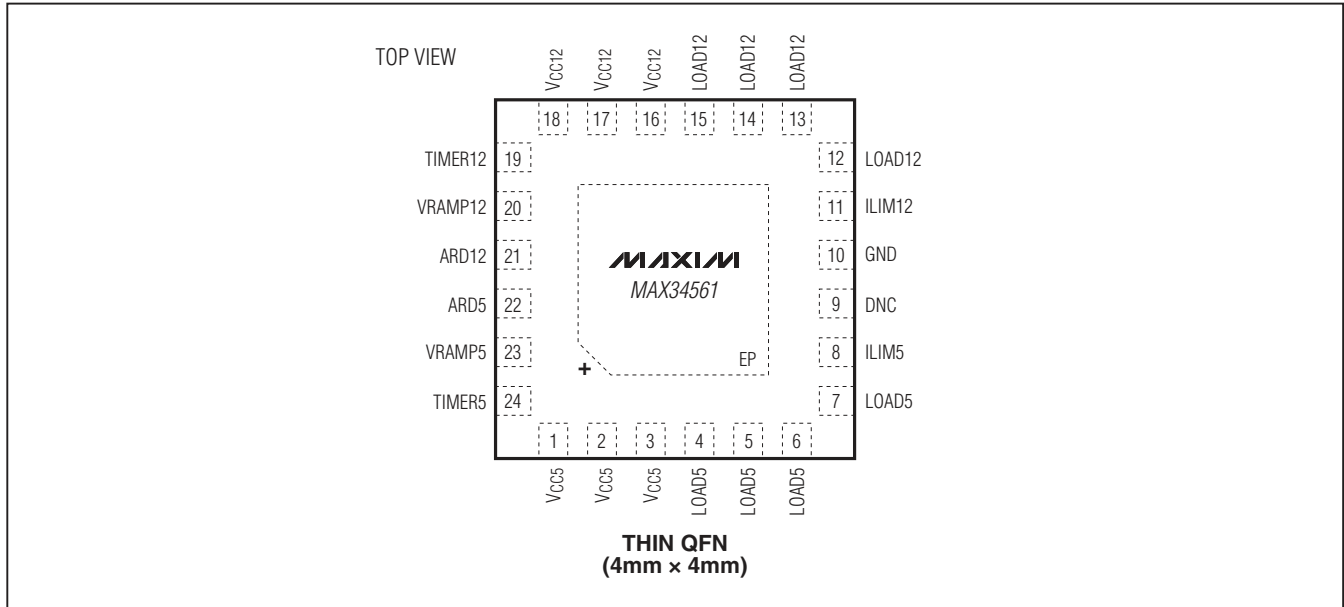 TOP VIEW
VCC12
VCC12
VCC12
LOAD12
LOAD12
LOAD12
18
17
16
15
14
13
TIMER12 19
12 LOAD12
VRAMP12 20
11 ILIM12
ARD12 21
10 GND
MAXIM
MAX34561
ARD5 22
9 DNC
VRAMP5 23
8 ILIM5
EP
+
TIMER5 24
7 LOAD5
1
2
3
4
5
6
VCC5
VCC5
VCC5
LOAD5
LOAD5
LOAD5
THIN QFN
(4mm × 4mm)